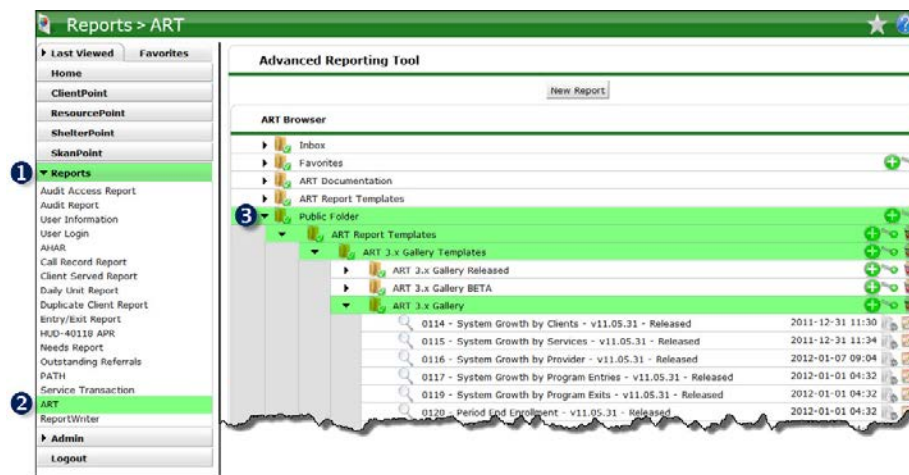 Reports > ART
Last Viewed Favorites
Home
ClientPoint
ResourcePoint
ShelterPoint
SkanPoint
1 Reports
Audit Access Report
Audit Report
User Information
User Login
AHAR
Call Record Report
Client Served Report
Daily Unit Report
Duplicate Client Report
Entry/Exit Report
HUD-40118 APR
Needs Report
Outstanding Referrals
PATH
Service Transaction
2 ART
ReportWriter
Admin
Logout
Advanced Reporting Tool
New Report
ART Browser
Inbox
Favorites
ART Documentation
ART Report Templates
3 Public Folder
ART Report Templates
ART 3.x Gallery Templates
ART 3.x Gallery Released
ART 3.x Gallery BETA
ART 3.x Gallery
0114 - System Growth by Clients - v11.05.31 - Released 2011-12-31 11:30
0115 - System Growth by Services - v11.05.31 - Released 2011-12-31 11:34
0116 - System Growth by Provider - v11.05.31 - Released 2012-01-07 09:04
0117 - System Growth by Program Entries - v11.05.31 - Released 2012-01-01 04:32
0119 - System Growth by Program Exits - v11.05.31 - Released 2012-01-01 04:32
0120 - Period End Enrollment - v11.05.31 - Released 2012-01-01 04:32